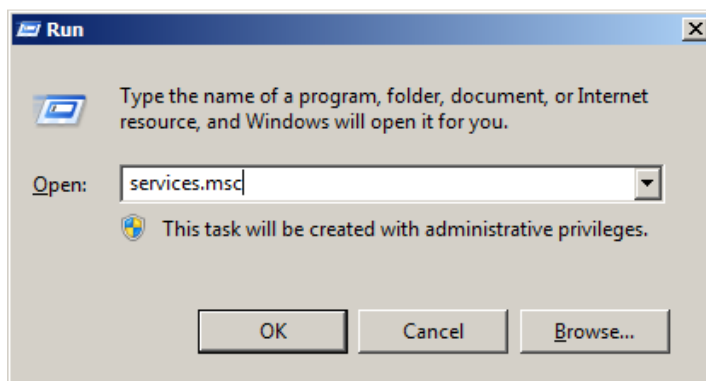 Run
Type the name of a program, folder, document, or Internet
resource, and Windows will open it for you.
Open: services.msc
This task will be created with administrative privileges.
OK Cancel Browse...